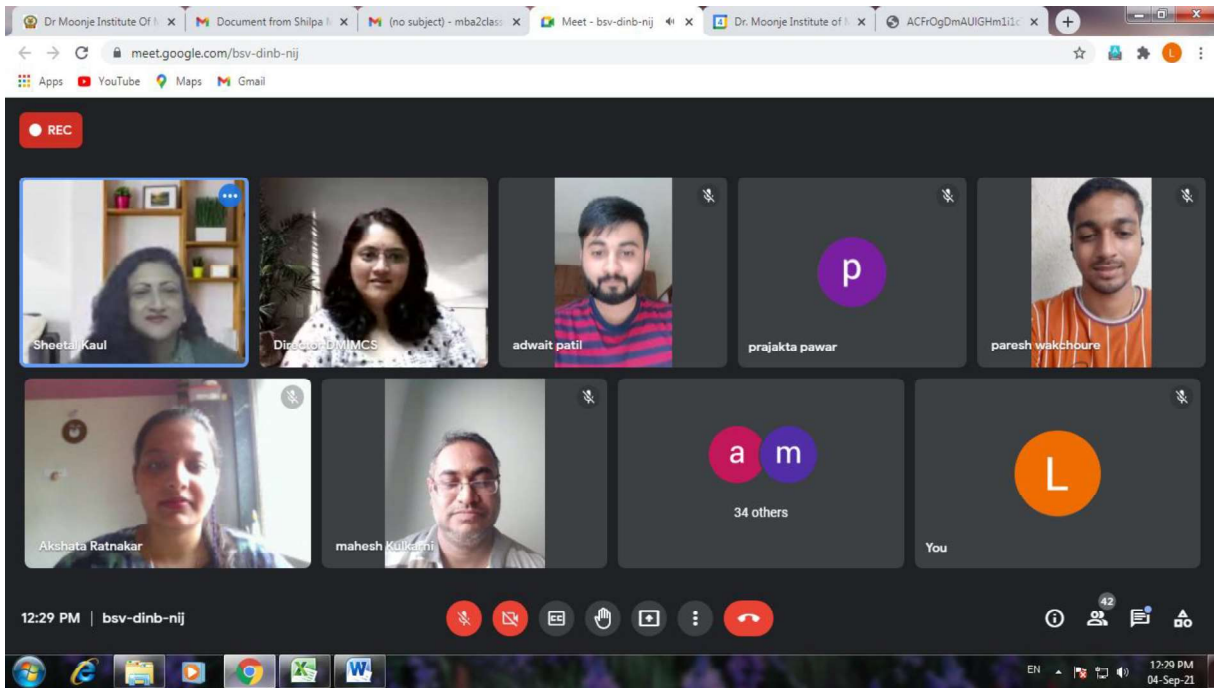 Dr Moonje Institute Of
Document from Shilpa
(no subject) - mba2class
Meet - bsv-dinb-nij
Dr. Moonje Institute of
meet.google.com/bsv-dinb-nij
L
Apps
YouTube
Maps
Gmail
REC
Sheetal Kaul
Director DMIMCS
adwait patil
p
prajakta pawar
paresh wakchoure
Akshata Ratnakar
mahesh Kulkarni
a m
34 others
L
You
12:29 PM | bsv-dinb-nij
CC
42
EN
12:29 PM
04-Sep-21